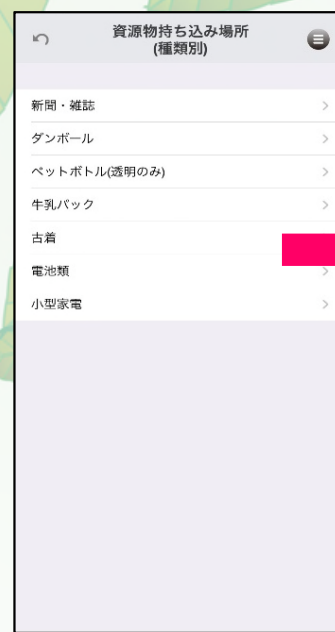 資源物持ち込み場所
(種類別)
新聞・雑誌
ダンボール
ペットボトル(透明のみ)
牛乳パック
古着
電池類
小型家電